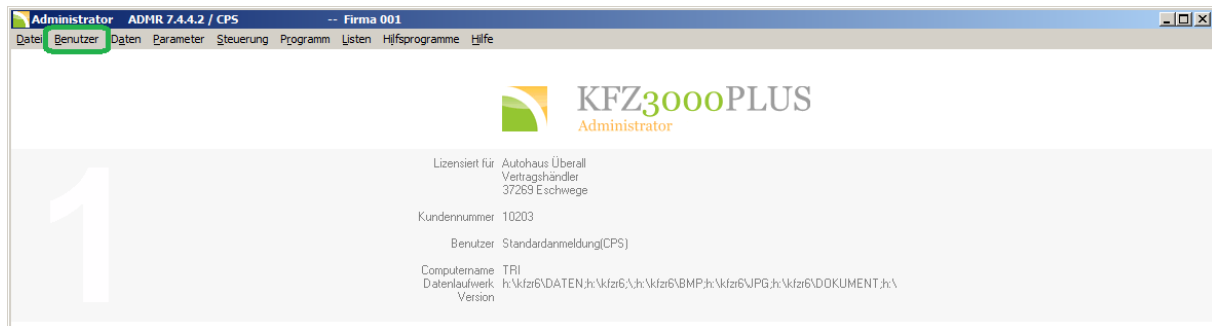 Administrator ADMR 7.4.4.2 / CPS -- Firma 001
Datei Benutzer Daten Parameter Steuerung Programm Listen Hilfsprogramme Hilfe
KFZ3000PLUS
Administrator
1
Lizensiert für Autohaus Überall
Vertragshändler
37269 Eschwege
Kundennummer 10203
Benutzer Standardanmeldung(CPS)
Computername TRI
Datenlaufwerk h:\kfzr6\DATEN;h:\kfzr6;\;h:\kfzr6\BMP;h:\kfzr6\JPG;h:\kfzr6\DOKUMENT;h:\
Version